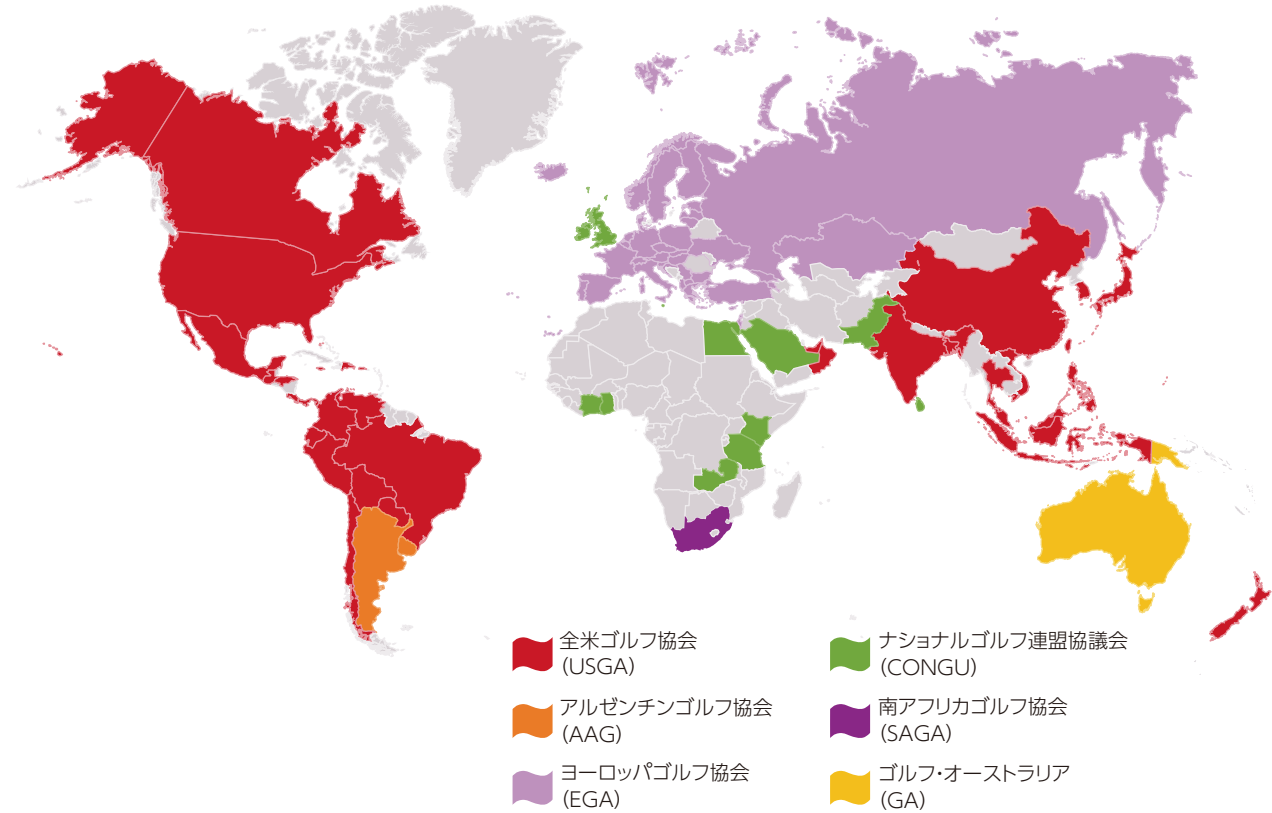 全米ゴルフ協会
(USGA)
アルゼンチンゴルフ協会
(AAG)
ヨーロッパゴルフ協会
(EGA)
ナショナルゴルフ連盟協議会
(CONGU)
南アフリカゴルフ協会
(SAGA)
ゴルフ・オーストラリア
(GA)